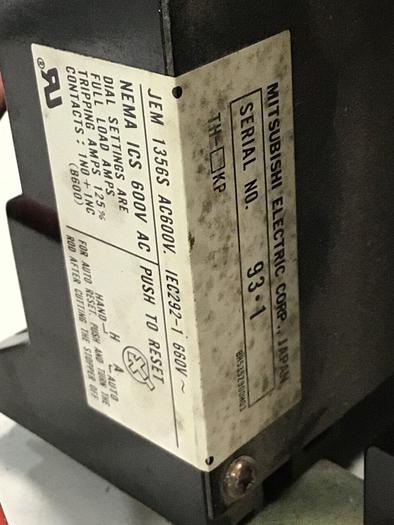 MITSUBISHI ELECTRIC CORP., JAPAN
SERIAL NO. 93·1
TH-□KP
JEM 1356S AC600V. IEC292-1 660V~
NEMA ICS 600V AC
DIAL SETTINGS ARE
FULL LOAD AMPS
TRIPPING AMPS 125%
CONTACTS : 1NO + 1NC
(B600)
PUSH TO RESET
HAND H A AUTO
FOR AUTO RESET, PUSH AND TURN THE
ROD AFTER CUTTING THE STOPPER OFF